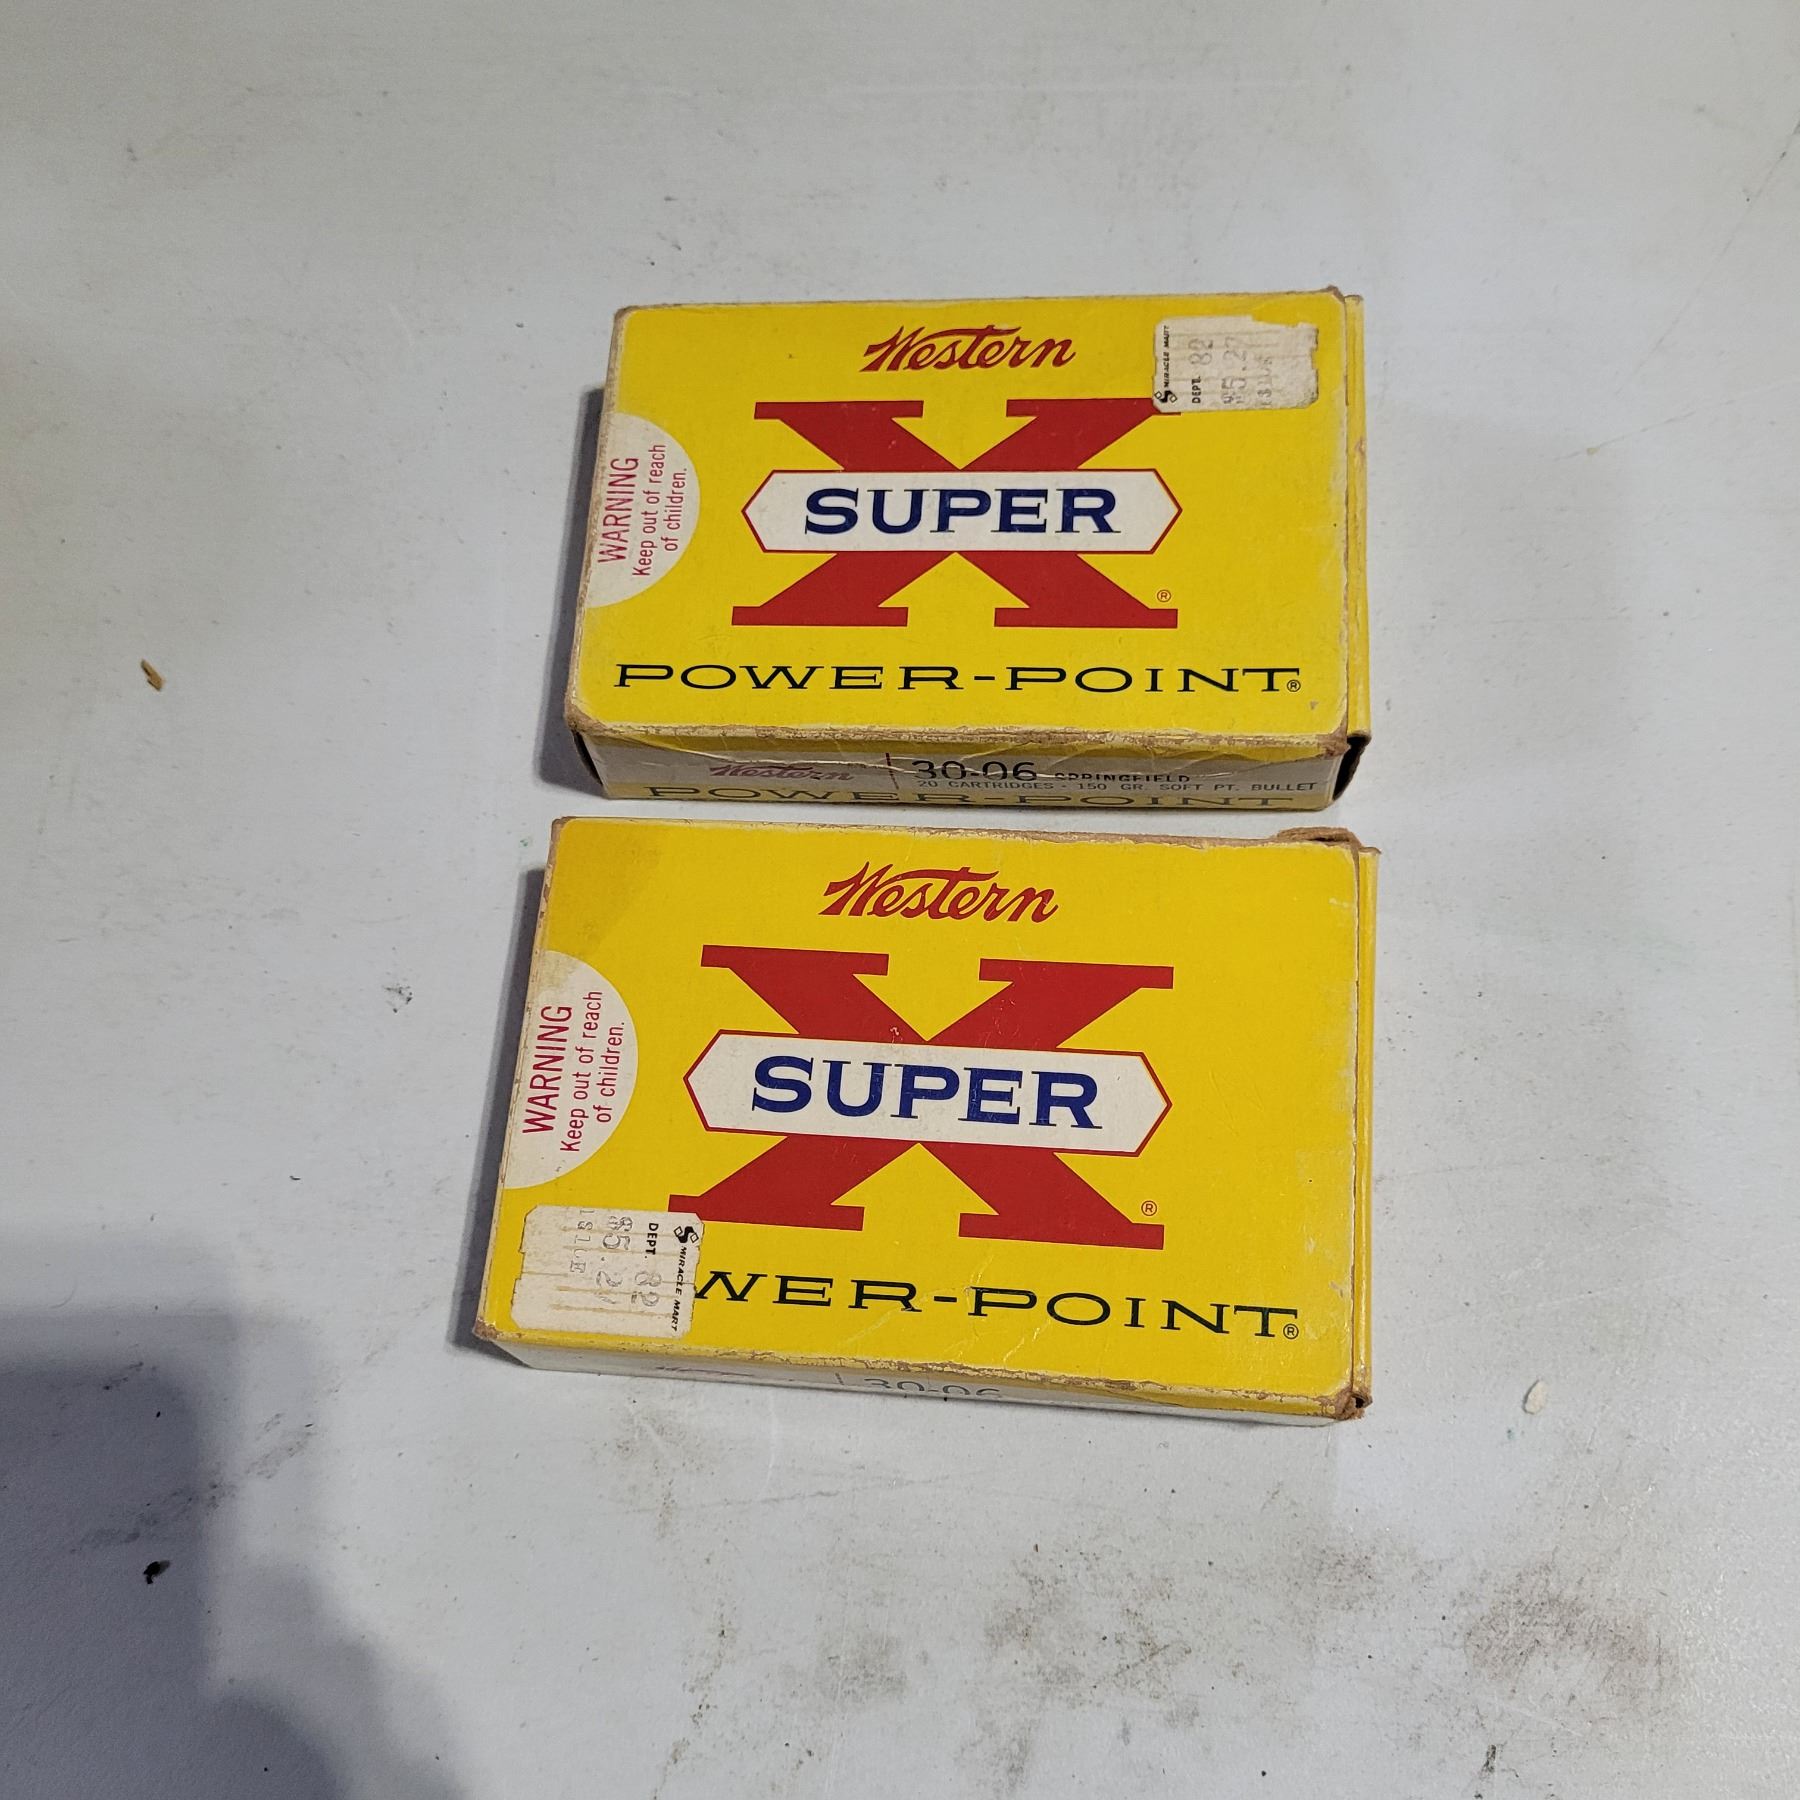 Western
MIRACLE MART
DEPT. 82
$5.27
X
SUPER
®
WARNING
Keep out of reach
of children.
POWER-POINT®
Western
30-06 SPRINGFIELD
20 CARTRIDGES - 150 GR. SOFT PT. BULLET
POWER-POINT
Western
X
SUPER
®
WARNING
Keep out of reach
of children.
MIRACLE MART
DEPT. 82
WER-POINT®
30-06